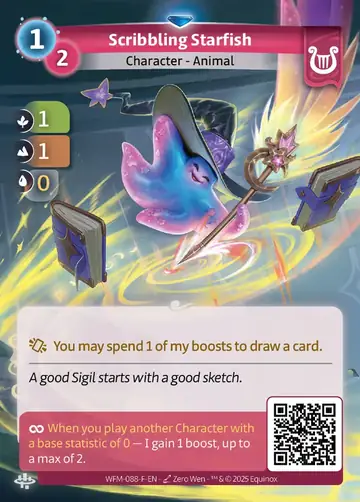 1
Scribbling Starfish
2
Character - Animal
1
1
0
You may spend 1 of my boosts to draw a card.
A good Sigil starts with a good sketch.
∞ When you play another Character with
a base statistic of 0 — I gain 1 boost, up to
a max of 2.
WFM-088-F-EN - Zero Wen - ™ & © 2025 Equinox